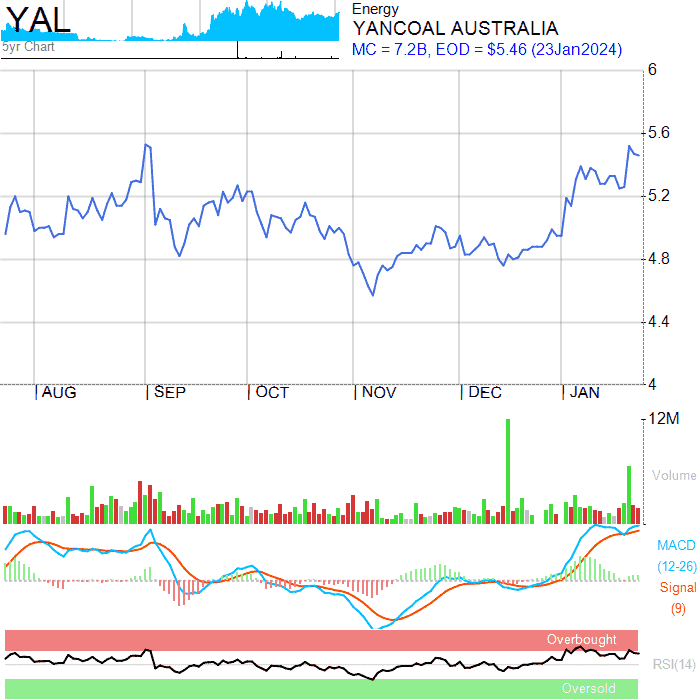 YAL
5yr Chart
Energy
YANCOAL AUSTRALIA
MC = 7.2B, EOD = $5.46 (23Jan2024)
6
5.6
5.2
4.8
4.4
4
AUG SEP OCT NOV DEC JAN
12M
Volume
MACD
(12-26)
Signal
(9)
Overbought
RSI(14)
Oversold